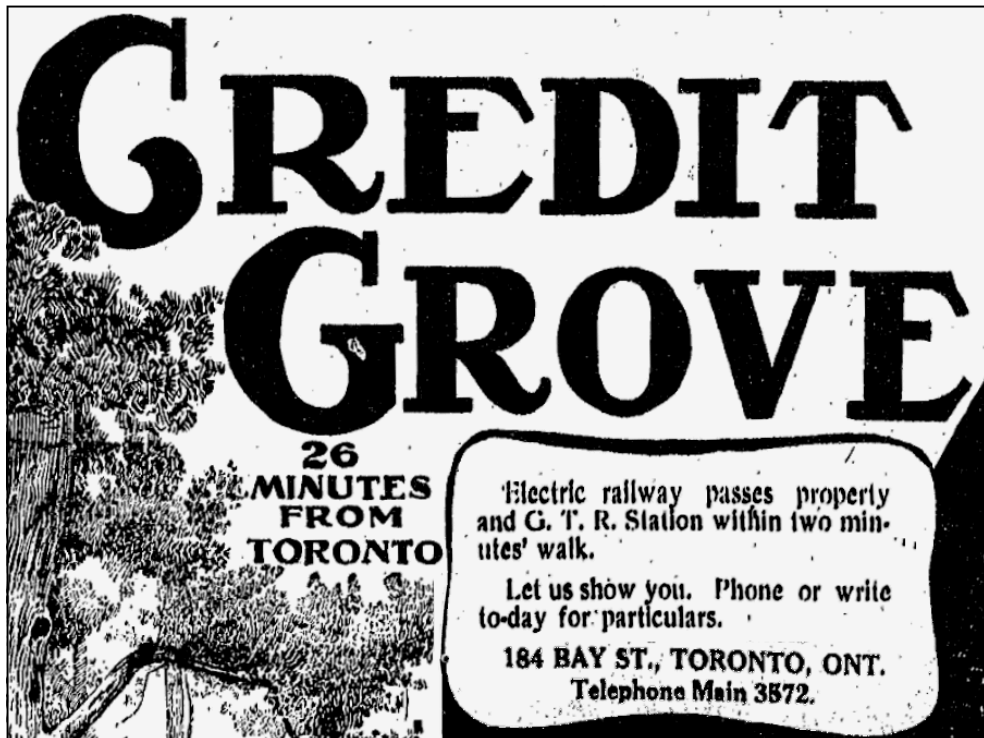 CREDIT
GROVE
26
MINUTES
FROM
TORONTO
Electric railway passes property
and G. T. R. Station within two min-
utes' walk.
Let us show you. Phone or write
to-day for particulars.
184 BAY ST., TORONTO, ONT.
Telephone Main 3572.